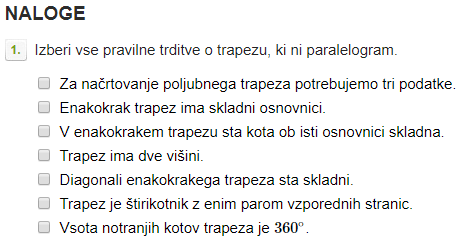 NALOGE
1. Izberi vse pravilne trditve o trapezu, ki ni paralelogram.
Za načrtovanje poljubnega trapeza potrebujemo tri podatke.
Enakokrak trapez ima skladni osnovnici.
V enakokrakem trapezu sta kota ob isti osnovnici skladna.
Trapez ima dve višini.
Diagonali enakokrakega trapeza sta skladni.
Trapez je štirikotnik z enim parom vzporednih stranic.
Vsota notranjih kotov trapeza je 360°.